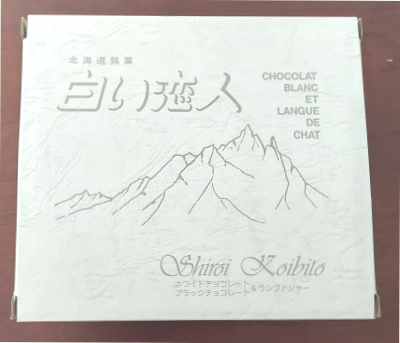 北海道銘菓
白い恋人
CHOCOLAT
BLANC
ET
LANGUE
DE
CHAT
Shiroi Koibito
ホワイトチョコレート
ブラックチョコレート
&ラングドシャー